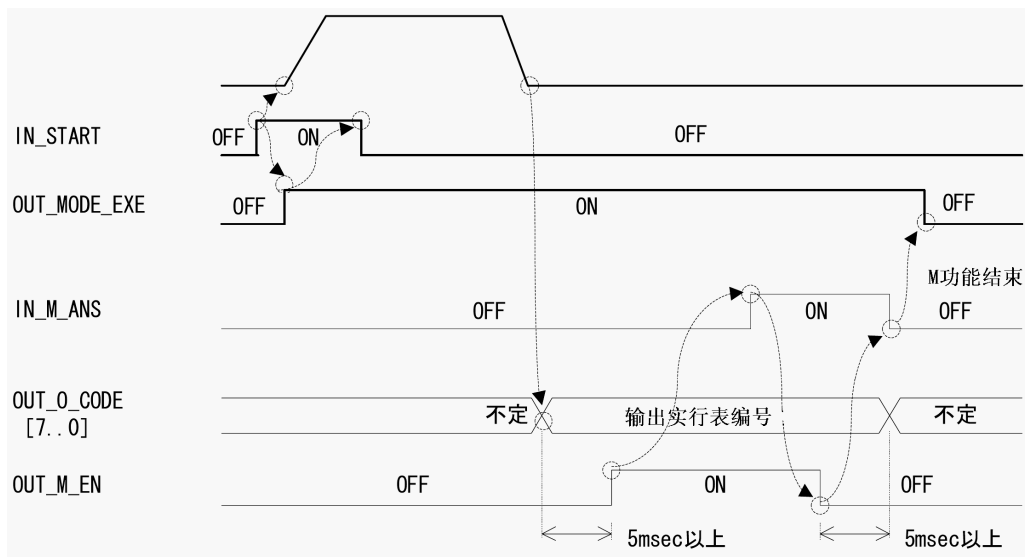 IN_START
OFF
ON
OFF
OUT_MODE_EXE
OFF
ON
OFF
M功能结束
IN_M_ANS
OFF
ON
OFF
OUT_O_CODE
[7..0]
不定
输出实行表编号
不定
OUT_M_EN
OFF
ON
OFF
5msec以上
5msec以上